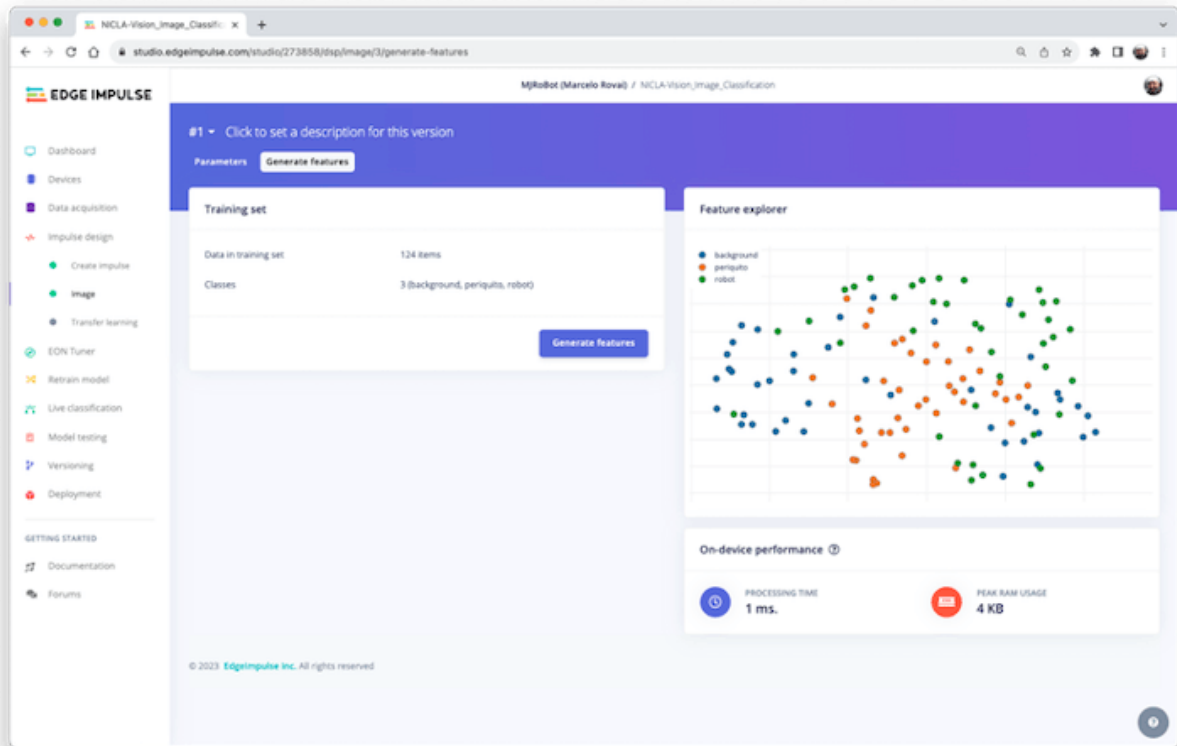 NICLA-Vision_Image_Classific
studio.edgeimpulse.com/studio/273858/dsp/image/3/generate-features
EDGE IMPULSE
MJRoBot (Marcelo Rovai) / NICLA-Vision_Image_Classification
#1 Click to set a description for this version
Parameters Generate features
Dashboard
Devices
Data acquisition
Impulse design
Create impulse
Image
Transfer learning
EON Tuner
Retrain model
Live classification
Model testing
Versioning
Deployment
GETTING STARTED
Documentation
Forums
Training set
Data in training set 124 items
Classes 3 (background, periquito, robot)
Generate features
Feature explorer
background
periquito
robot
On-device performance
PROCESSING TIME
1 ms.
PEAK RAM USAGE
4 KB
© 2023 EdgeImpulse Inc. All rights reserved